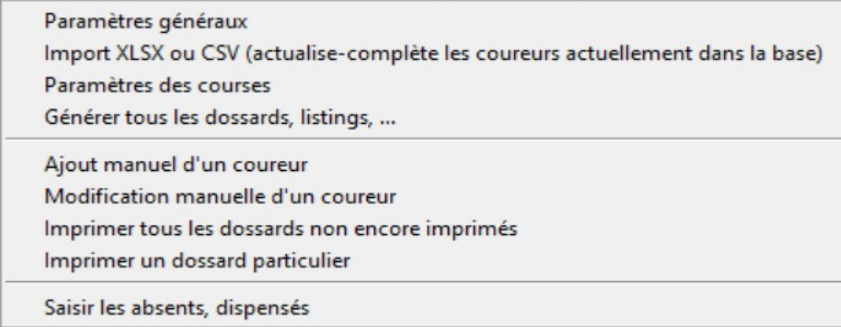 Paramètres généraux
Import XLSX ou CSV (actualise-complète les coureurs actuellement dans la base)
Paramètres des courses
Générer tous les dossards, listings, ...
Ajout manuel d'un coureur
Modification manuelle d'un coureur
Imprimer tous les dossards non encore imprimés
Imprimer un dossard particulier
Saisir les absents, dispensés